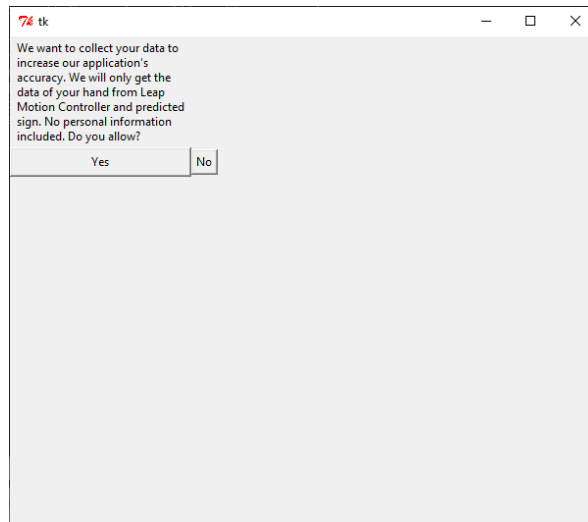 tk
We want to collect your data to
increase our application's
accuracy. We will only get the
data of your hand from Leap
Motion Controller and predicted
sign. No personal information
included. Do you allow?
Yes
No